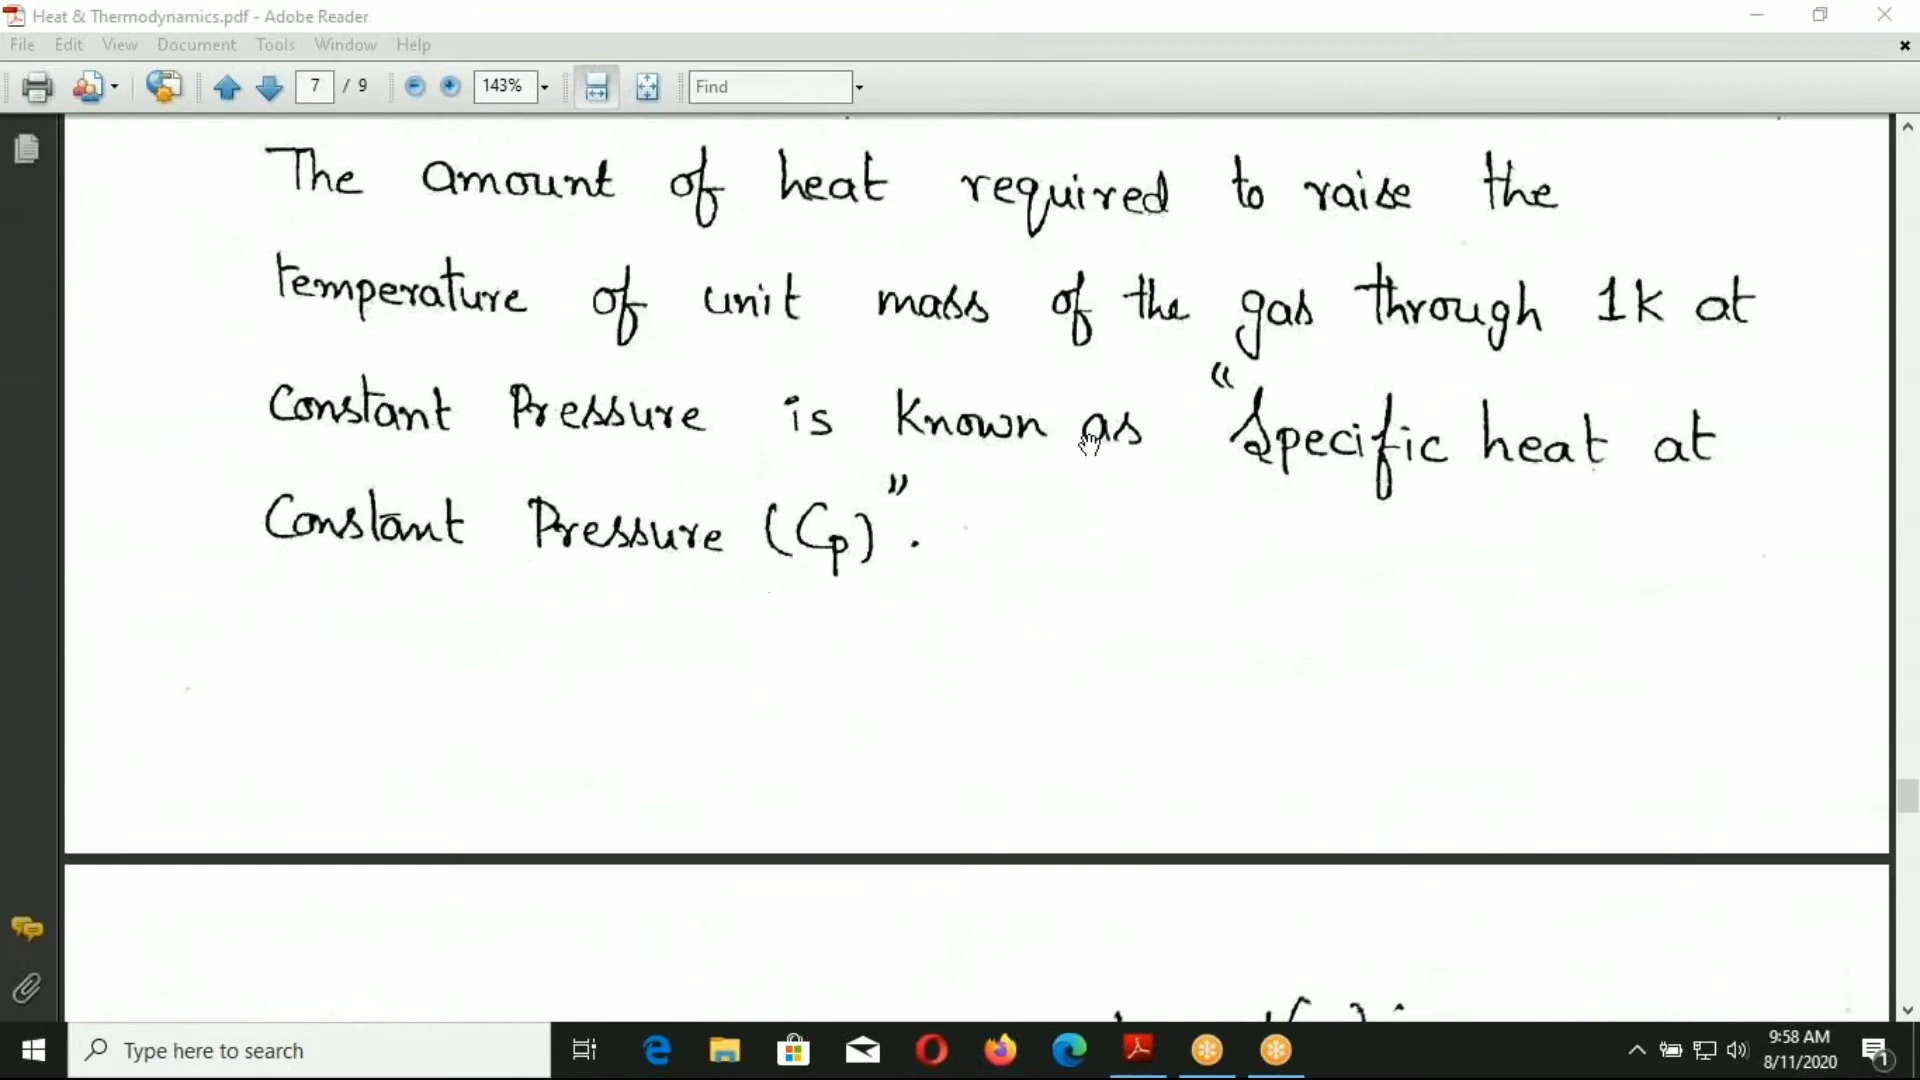 Heat & Thermodynamics.pdf - Adobe Reader
File Edit View Document Tools Window Help
7 / 9 143% Find
The amount of heat required to raise the
temperature of unit mass of the gas through 1K at
Constant Pressure is known as "Specific heat at
Constant Pressure (Cp)".
Type here to search
9:58 AM
8/11/2020
1